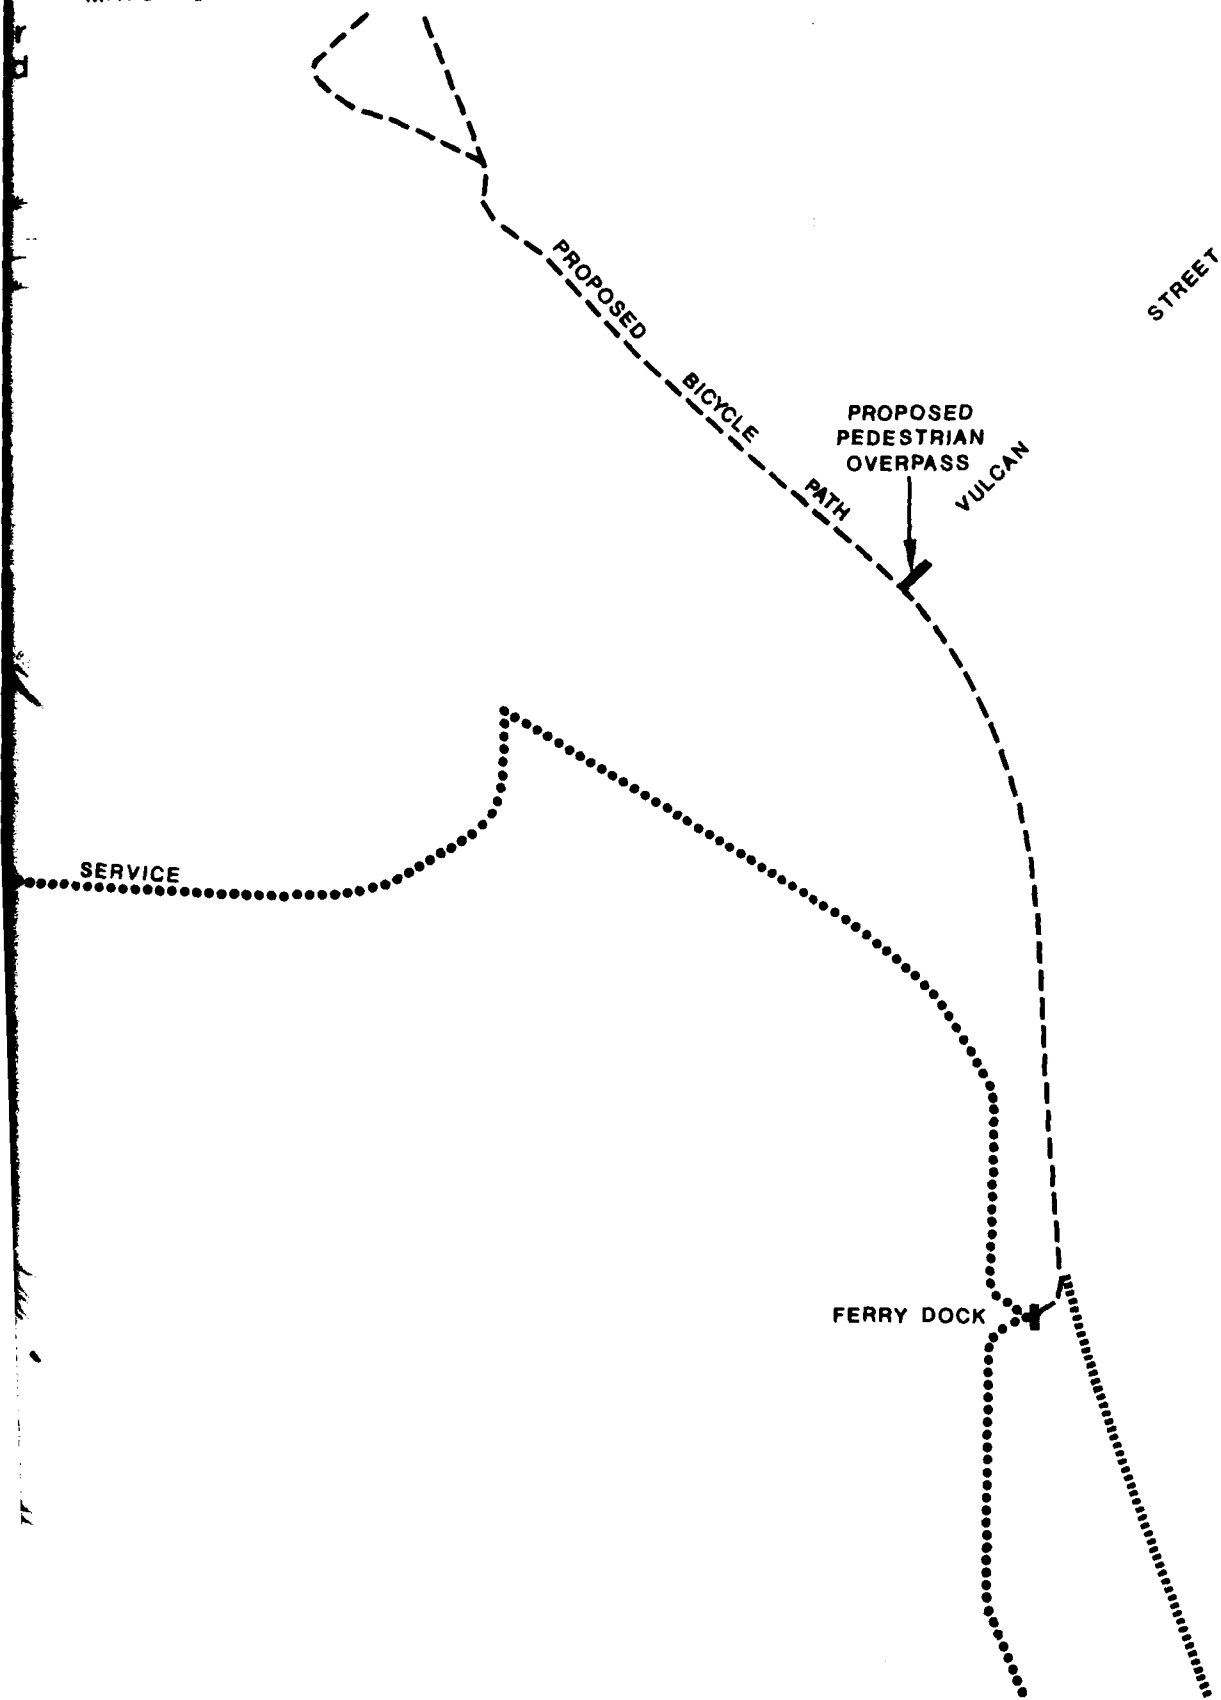 STREET
PROPOSED BICYCLE PATH
PROPOSED
PEDESTRIAN
OVERPASS
VULCAN
SERVICE
FERRY DOCK